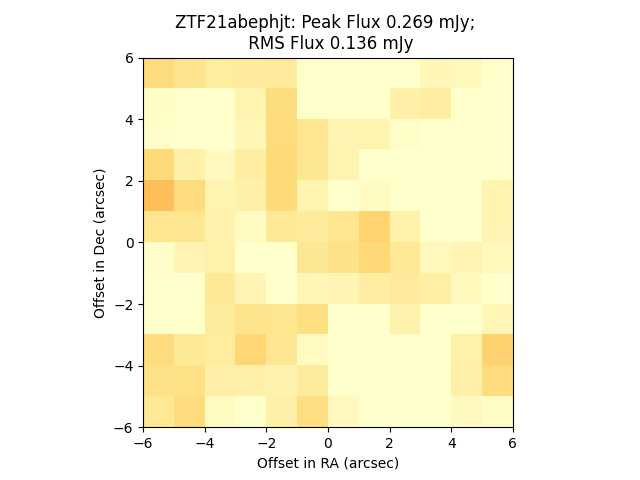 ZTF21abephjt: Peak Flux 0.269 mJy;
RMS Flux 0.136 mJy
6
4
2
0
−2
−4
−6
Offset in Dec (arcsec)
−6 −4 −2 0 2 4 6
Offset in RA (arcsec)